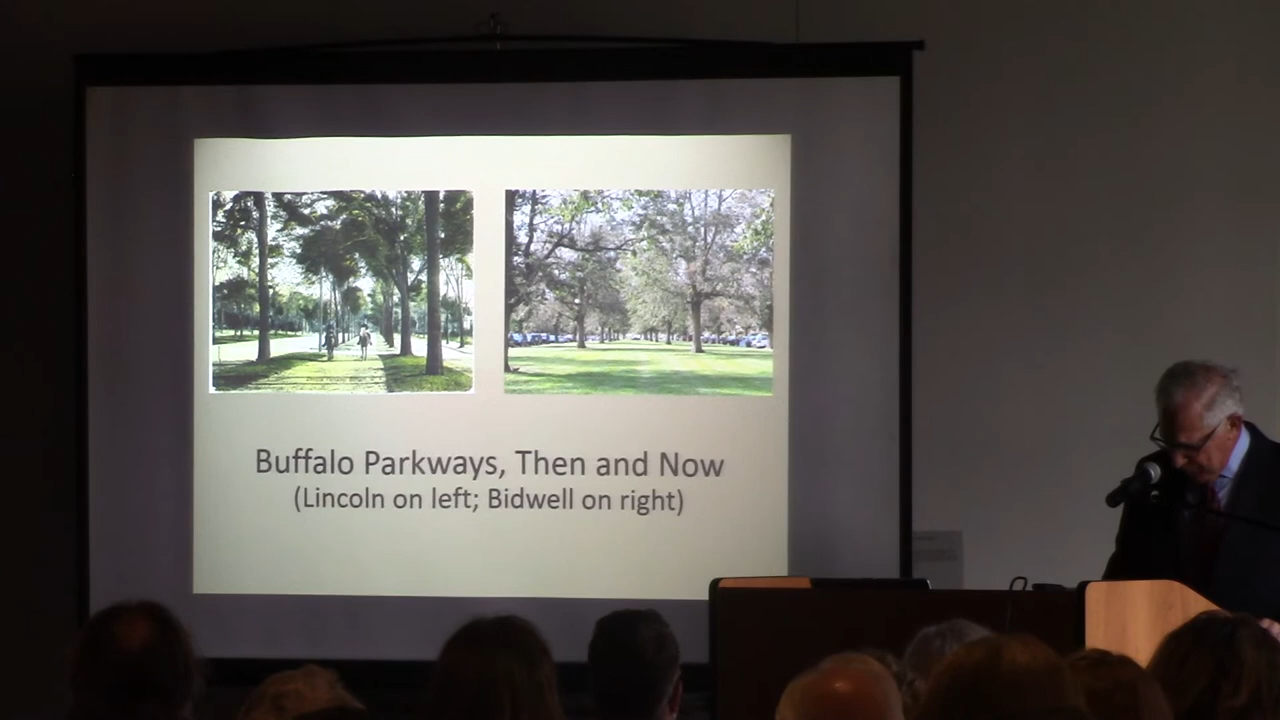 Buffalo Parkways, Then and Now
(Lincoln on left; Bidwell on right)